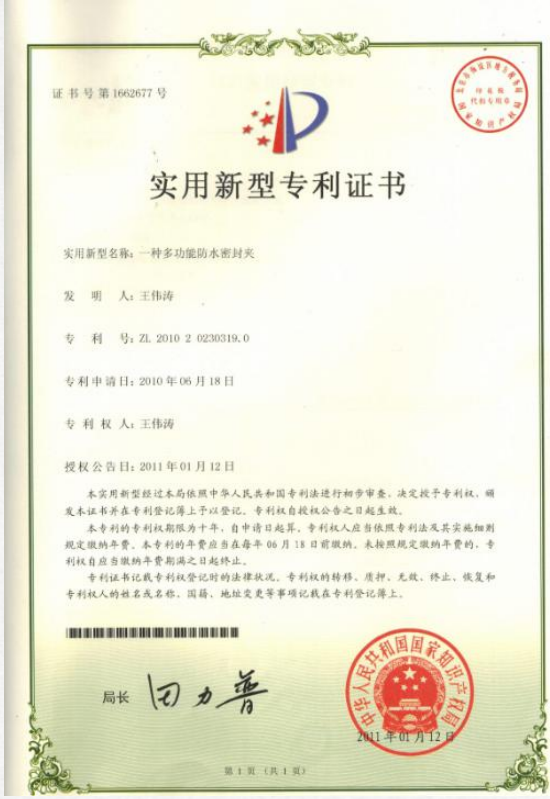 证书号第1662677号
印花税
代扣专用章
国家知识产权局
实用新型专利证书
实用新型名称：一种多功能防水密封夹
发明人：王伟涛
专利号：ZL 2010 2 0230319.0
专利申请日：2010年06月18日
专利权人：王伟涛
授权公告日：2011年01月12日
本实用新型经过本局依照中华人民共和国专利法进行初步审查，决定授予专利权，颁
发本证书并在专利登记簿上予以登记。专利权自授权公告之日起生效。
本专利的专利权期限为十年，自申请日起算。专利权人应当依照专利法及其实施细则
规定缴纳年费。本专利的年费应当在每年06月18日前缴纳。未按照规定缴纳年费的，专
利权自应当缴纳年费期满之日起终止。
专利证书记载专利权登记时的法律状况。专利权的转移、质押、无效、终止、恢复和
专利权人的姓名或名称、国籍、地址变更等事项记载在专利登记簿上。
局长 田力普
中华人民共和国国家知识产权局
2011年01月12日
第1页（共1页）